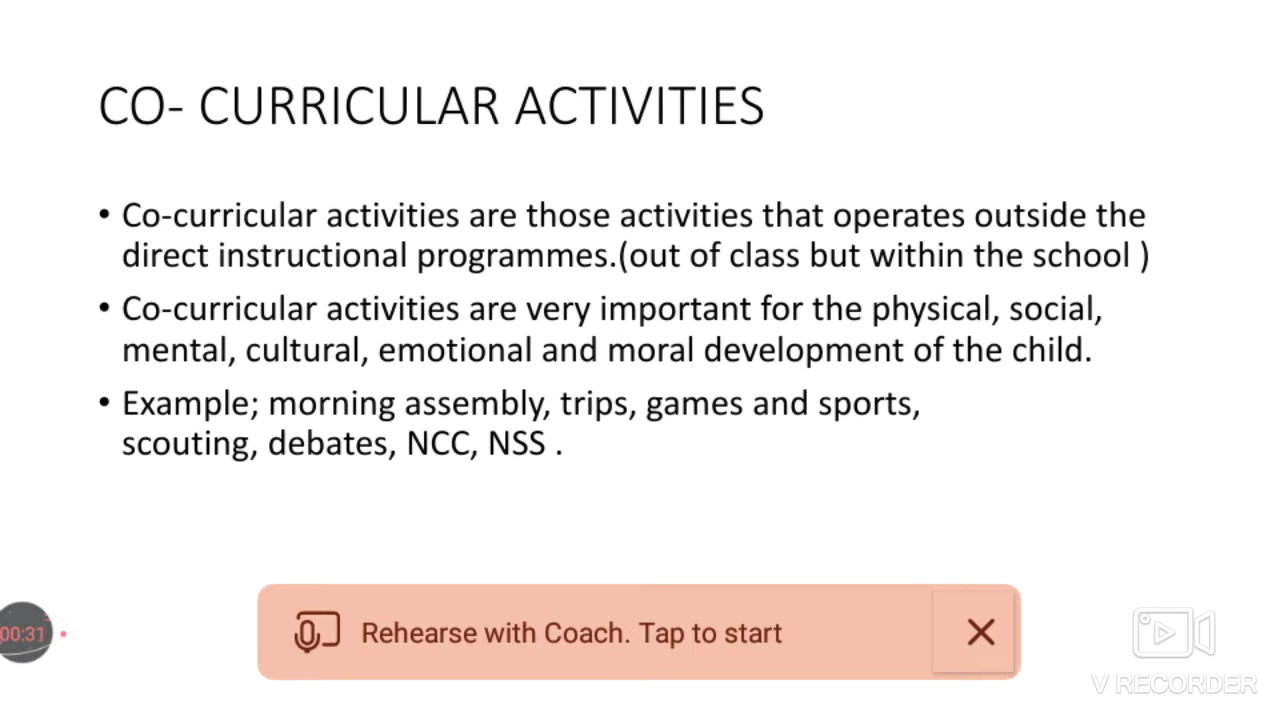 CO- CURRICULAR ACTIVITIES
• Co-curricular activities are those activities that operates outside the
direct instructional programmes.(out of class but within the school )
• Co-curricular activities are very important for the physical, social,
mental, cultural, emotional and moral development of the child.
• Example; morning assembly, trips, games and sports,
scouting, debates, NCC, NSS .
Rehearse with Coach. Tap to start
00:31
V RECORDER